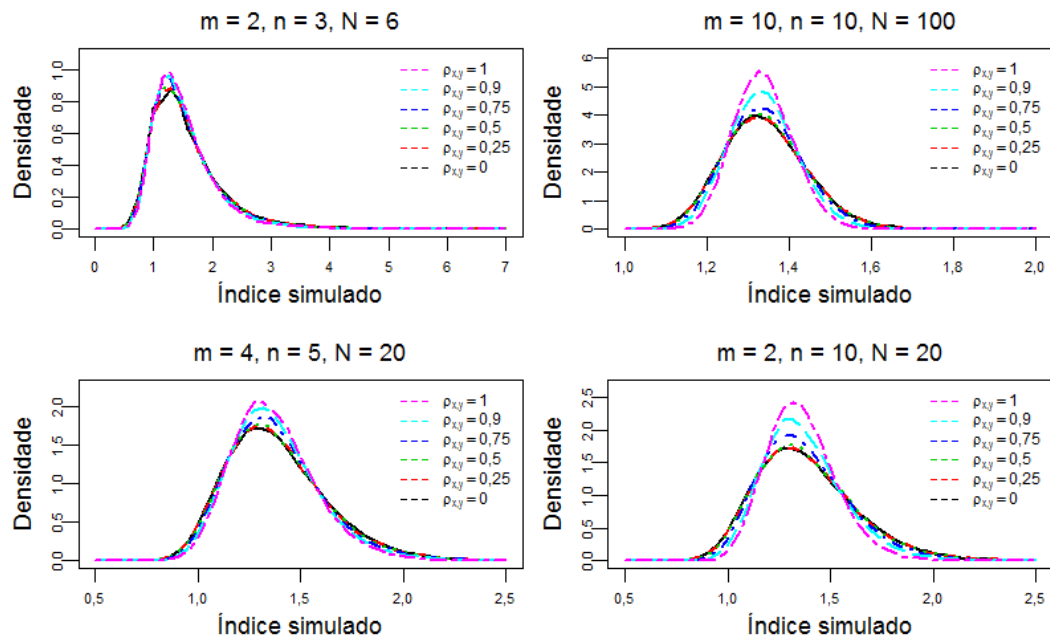 m = 2, n = 3, N = 6
Densidade
0.0 0.2 0.4 0.6 0.8 1.0
ρx,y = 1
ρx,y = 0,9
ρx,y = 0,75
ρx,y = 0,5
ρx,y = 0,25
ρx,y = 0
0 1 2 3 4 5 6 7
Índice simulado
m = 10, n = 10, N = 100
Densidade
0 1 2 3 4 5 6
ρx,y = 1
ρx,y = 0,9
ρx,y = 0,75
ρx,y = 0,5
ρx,y = 0,25
ρx,y = 0
1,0 1,2 1,4 1,6 1,8 2,0
Índice simulado
m = 4, n = 5, N = 20
Densidade
0.0 0.5 1.0 1.5 2.0
ρx,y = 1
ρx,y = 0,9
ρx,y = 0,75
ρx,y = 0,5
ρx,y = 0,25
ρx,y = 0
0,5 1,0 1,5 2,0 2,5
Índice simulado
m = 2, n = 10, N = 20
Densidade
0.0 0.5 1.0 1.5 2.0 2.5
ρx,y = 1
ρx,y = 0,9
ρx,y = 0,75
ρx,y = 0,5
ρx,y = 0,25
ρx,y = 0
0,5 1,0 1,5 2,0 2,5
Índice simulado